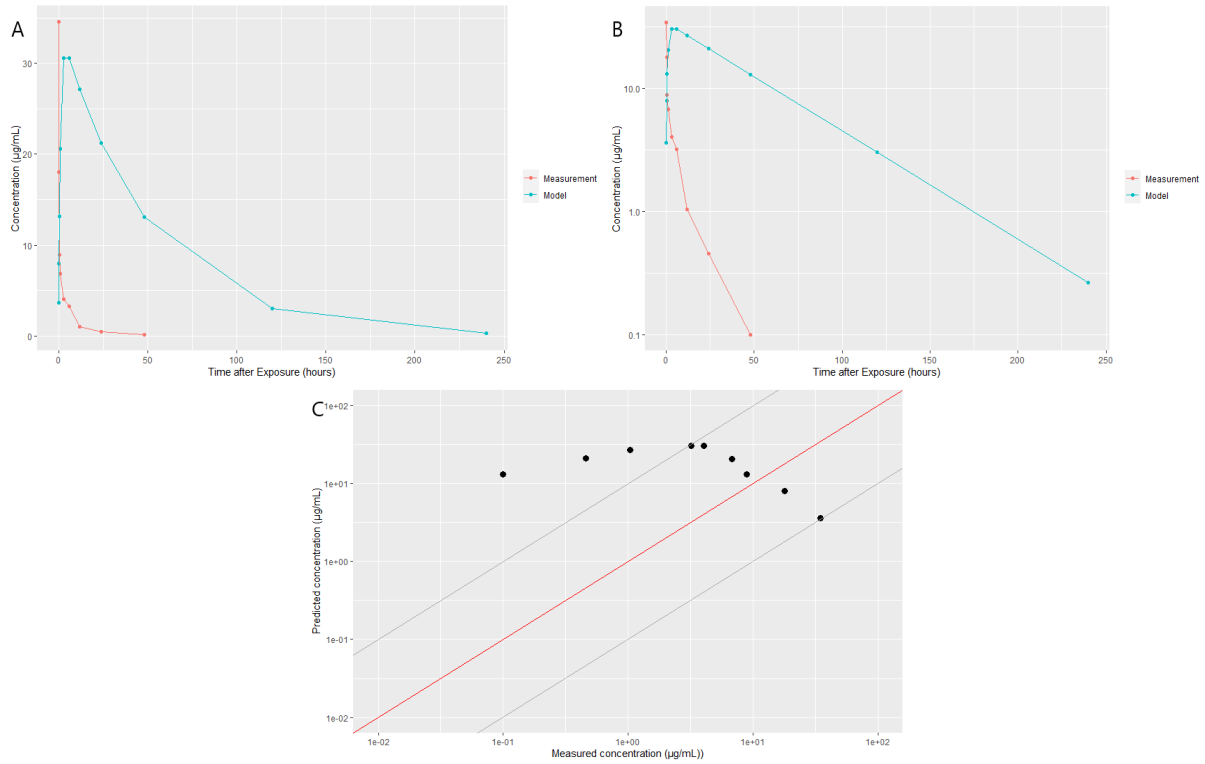 A
30
20
10
0
Concentration (µg/mL)
0
50
100
150
200
250
Time after Exposure (hours)
Measurement
Model
B
10.0
1.0
0.1
Concentration (µg/mL)
0
50
100
150
200
250
Time after Exposure (hours)
Measurement
Model
C
1e+02
1e+01
1e+00
1e-01
1e-02
Predicted concentration (µg/mL)
1e-02
1e-01
1e+00
1e+01
1e+02
Measured concentration (µg/mL))